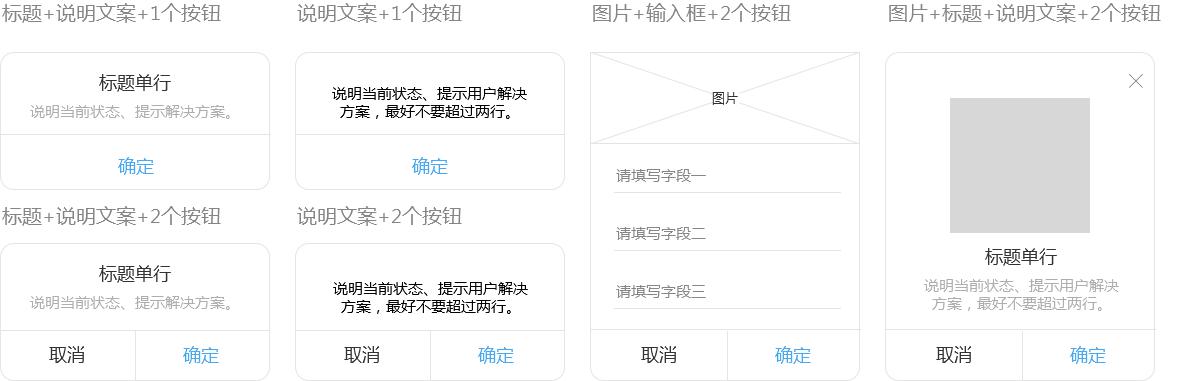 标题+说明文案+1个按钮
标题单行
说明当前状态、提示解决方案。
确定
标题+说明文案+2个按钮
标题单行
说明当前状态、提示解决方案。
取消
确定
说明文案+1个按钮
说明当前状态、提示用户解决
方案，最好不要超过两行。
确定
说明文案+2个按钮
说明当前状态、提示用户解决
方案，最好不要超过两行。
取消
确定
图片+输入框+2个按钮
图片
请填写字段一
请填写字段二
请填写字段三
取消
确定
图片+标题+说明文案+2个按钮
标题单行
说明当前状态、提示用户解决
方案，最好不要超过两行。
取消
确定